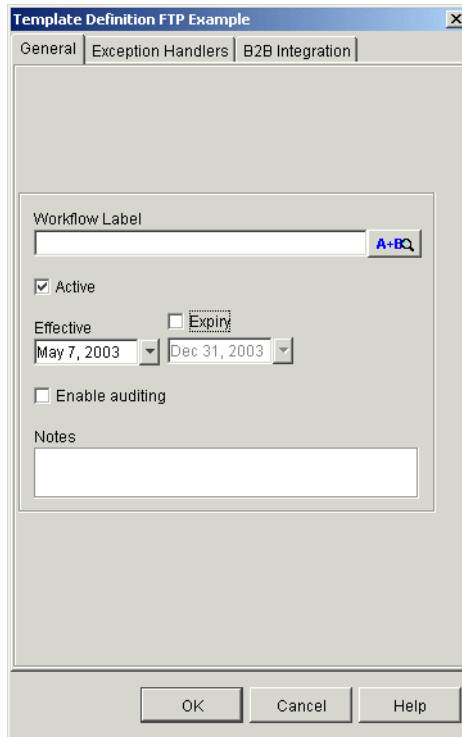 Template Definition FTP Example
General Exception Handlers B2B Integration
Workflow Label
A+B
Active
Effective Expiry
May 7, 2003 Dec 31, 2003
Enable auditing
Notes
OK Cancel Help